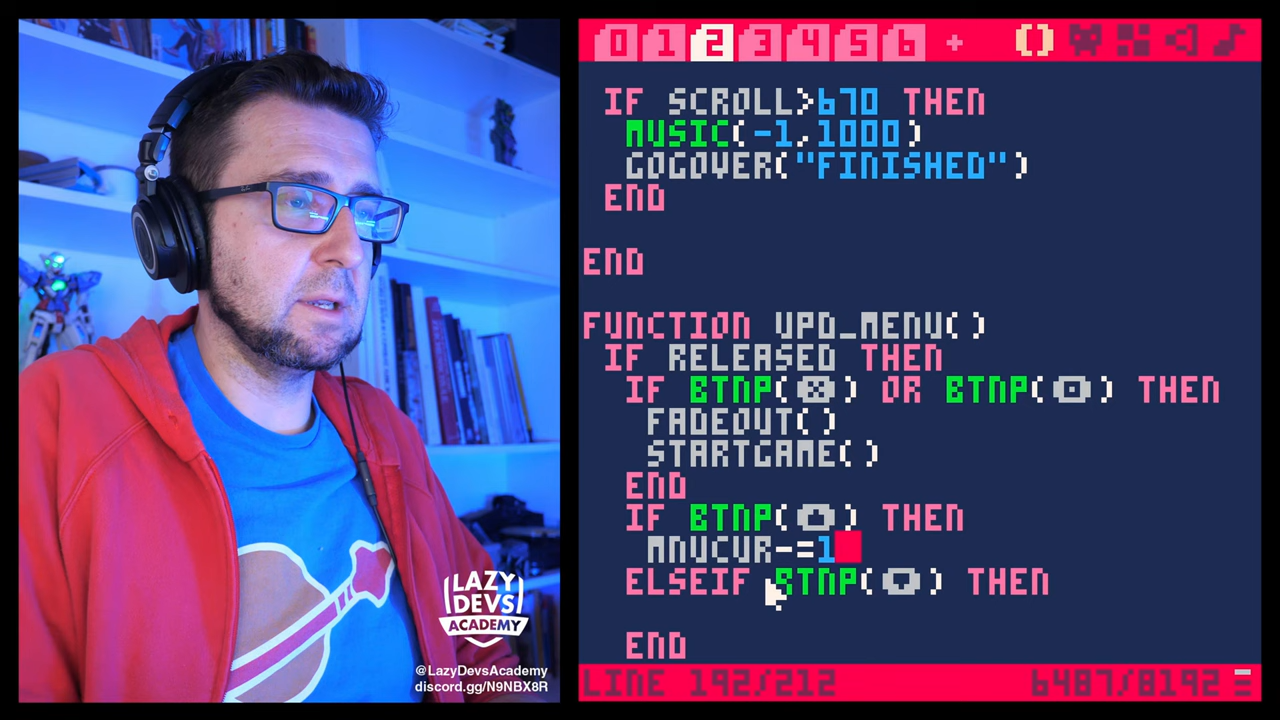 0 1 2 3 4 5 6 +
IF SCROLL>670 THEN
MUSIC(-1,1000)
GOGOVER("FINISHED")
END
END
FUNCTION UPD_MENU()
IF RELEASED THEN
IF BTNP(❎) OR BTNP(🅾️) THEN
FADEOUT()
STARTGAME()
END
IF BTNP(⬆️) THEN
MNUCUR-=1
ELSEIF BTNP(⬇️) THEN
END
LINE 192/212 6487/8192
LAZY
DEVS
ACADEMY
@LazyDevsAcademy
discord.gg/N9NBX8R